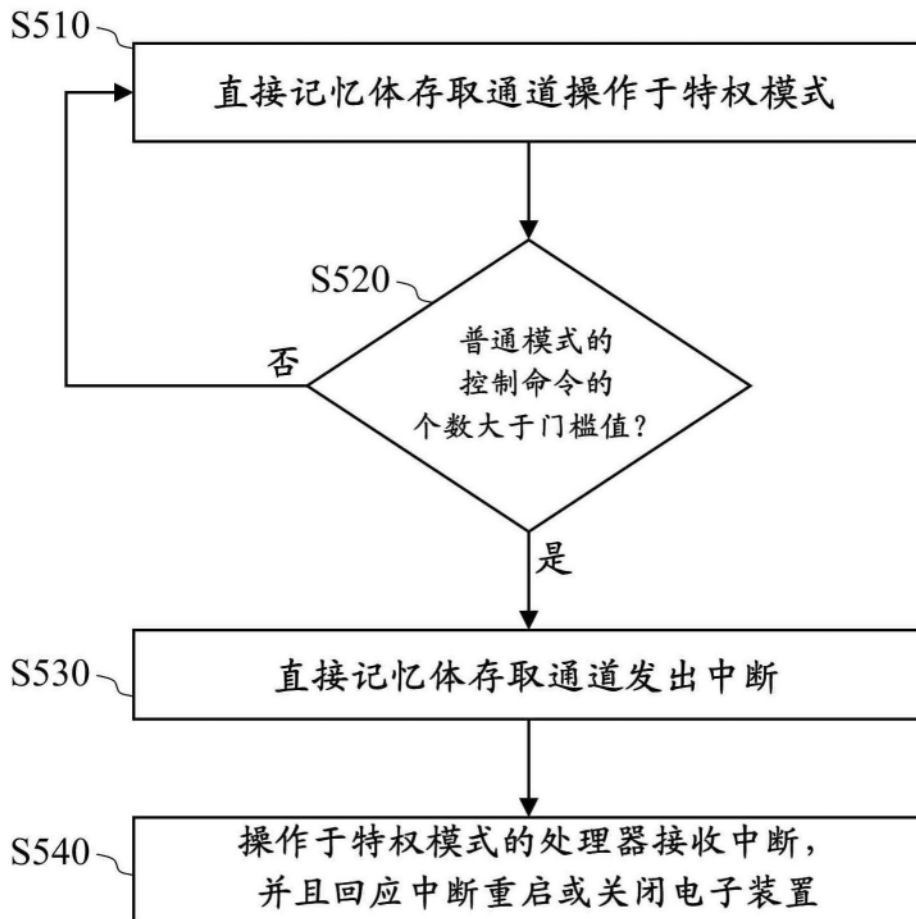 S510
直接记忆体存取通道操作于特权模式
S520
普通模式的
控制命令的
个数大于门槛值?
否
是
S530
直接记忆体存取通道发出中断
S540
操作于特权模式的处理器接收中断，
并且回应中断重启或关闭电子装置